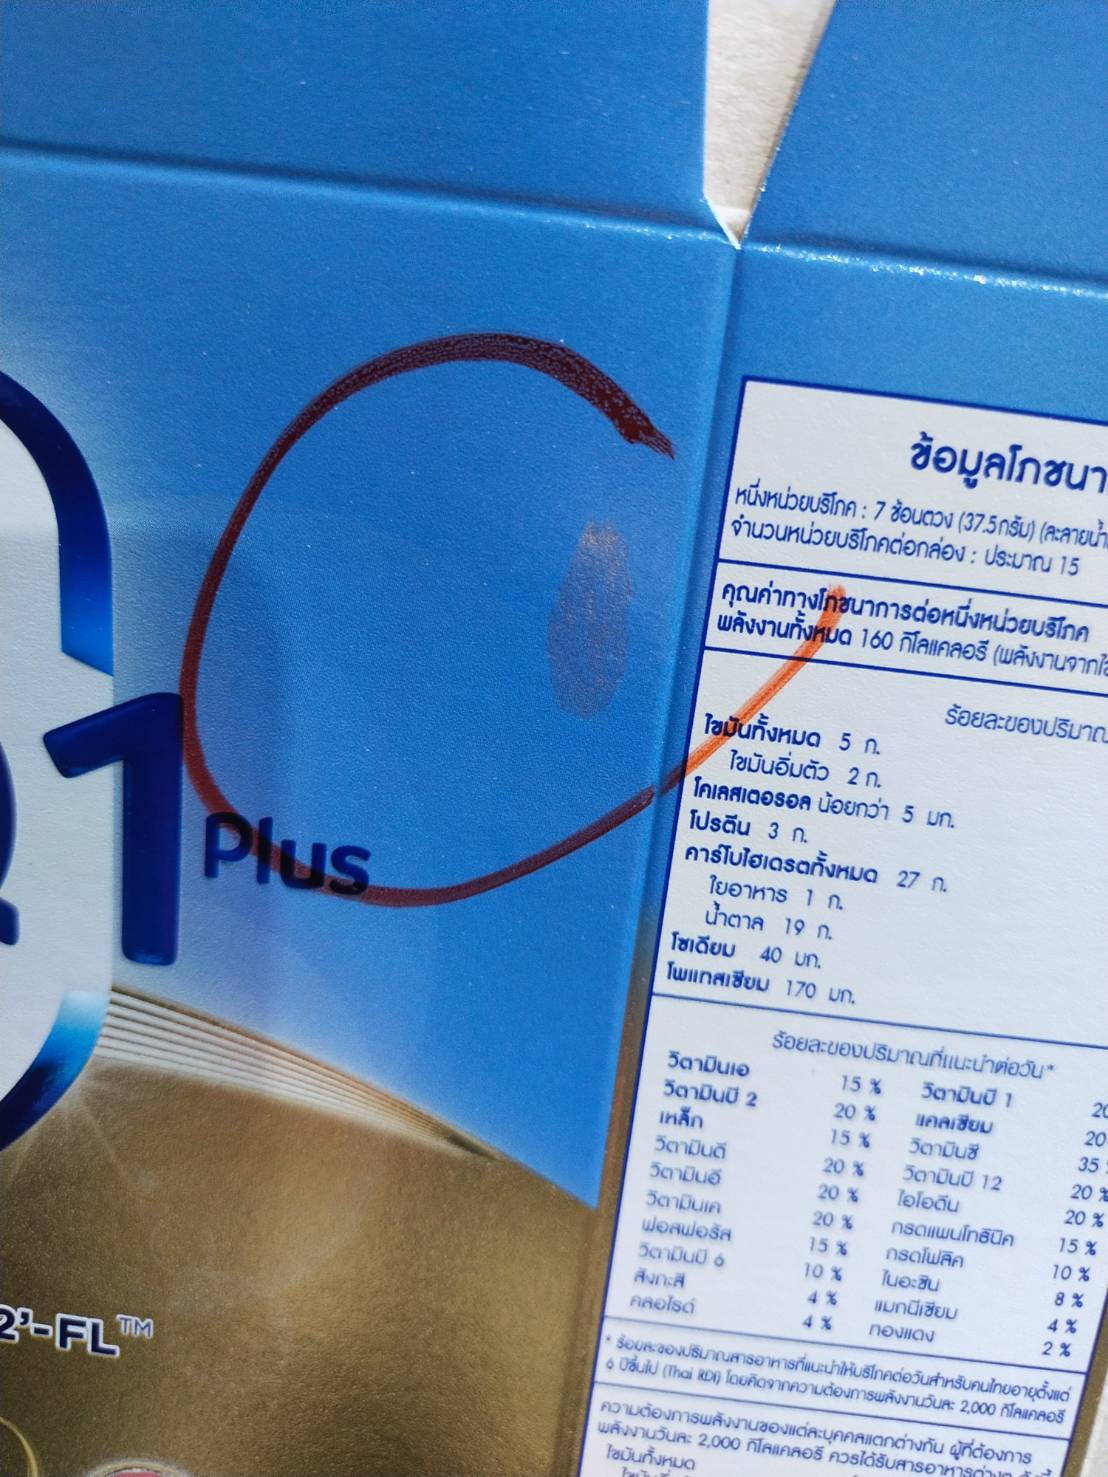 1
Plus
2'-FL™
ข้อมูลโภชนา
หนึ่งหน่วยบริโภค : 7 ช้อนตวง (37.5กรัม) (ละลายน้ำ
จำนวนหน่วยบริโภคต่อกล่อง : ประมาณ 15
คุณค่าทางโภชนาการต่อหนึ่งหน่วยบริโภค
พลังงานทั้งหมด 160 กิโลแคลอรี (พลังงานจากไข
ร้อยละของปริมาณ
ไขมันทั้งหมด 5 ก.
ไขมันอิ่มตัว 2 ก.
โคเลสเตอรอล น้อยกว่า 5 มก.
โปรตีน 3 ก.
คาร์โบไฮเดรตทั้งหมด 27 ก.
ใยอาหาร 1 ก.
น้ำตาล 19 ก.
โซเดียม 40 มก.
โพแทสเซียม 170 มก.
ร้อยละของปริมาณที่แนะนำต่อวัน*
วิตามินเอ 15 % วิตามินบี 1 20
วิตามินบี 2 20 % แคลเซียม 20
เหล็ก 15 % วิตามินซี 35
วิตามินดี 20 % วิตามินบี 12 20 %
วิตามินอี 20 % ไอโอดีน 20 %
วิตามินเค 20 % กรดแพนโทธินิค 15 %
ฟอสฟอรัส 15 % กรดโฟลิค 10 %
วิตามินบี 6 10 % ไนอะซิน 8 %
สังกะสี 4 % แมกนีเซียม 4 %
คลอไรด์ 4 % ทองแดง 2 %
* ร้อยละของปริมาณสารอาหารที่แนะนำให้บริโภคต่อวันสำหรับคนไทยอายุตั้งแต่
6 ปีขึ้นไป (Thai RDI) โดยคิดจากความต้องการพลังงานวันละ 2,000 กิโลแคลอรี
ความต้องการพลังงานของแต่ละบุคคลแตกต่างกัน ผู้ที่ต้องการ
พลังงานวันละ 2,000 กิโลแคลอรี ควรได้รับสารอาหารต่างๆ
ไขมันทั้งหมด